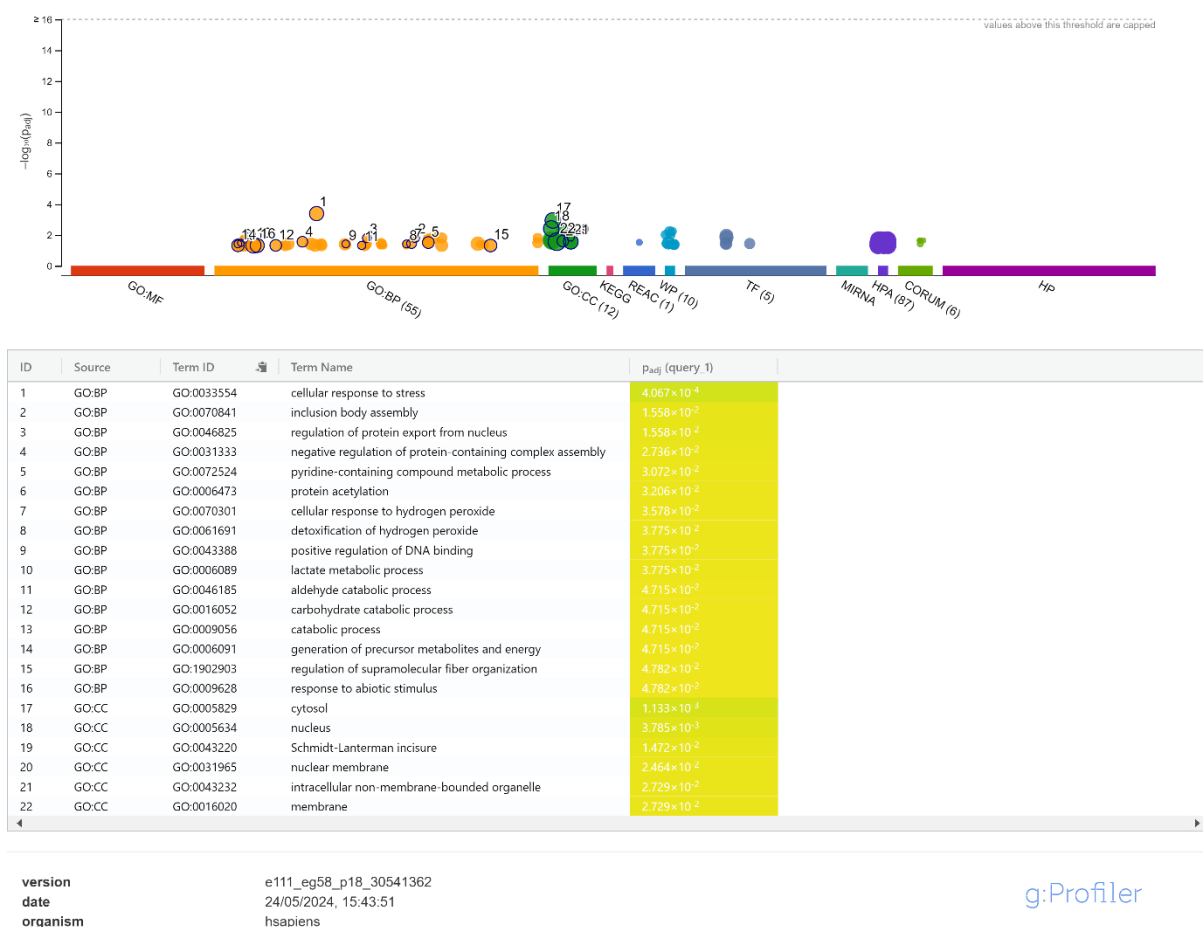 ≥ 16
values above this threshold are capped
14
12
10
8
6
4
2
0
-log₁₀(padj)
1
17
18
4
12
9
3
2
5
15
GO:MF
GO:BP (55)
GO:CC (12)
KEGG
REAC (1)
WP (10)
TF (5)
MIRNA
HPA (87)
CORUM (6)
HP
ID Source Term ID Term Name padj (query_1)
1 GO:BP GO:0033554 cellular response to stress 4.067×10-4
2 GO:BP GO:0070841 inclusion body assembly 1.558×10-2
3 GO:BP GO:0046825 regulation of protein export from nucleus 1.558×10-2
4 GO:BP GO:0031333 negative regulation of protein-containing complex assembly 2.736×10-2
5 GO:BP GO:0072524 pyridine-containing compound metabolic process 3.072×10-2
6 GO:BP GO:0006473 protein acetylation 3.206×10-2
7 GO:BP GO:0070301 cellular response to hydrogen peroxide 3.578×10-2
8 GO:BP GO:0061691 detoxification of hydrogen peroxide 3.775×10-2
9 GO:BP GO:0043388 positive regulation of DNA binding 3.775×10-2
10 GO:BP GO:0006089 lactate metabolic process 3.775×10-2
11 GO:BP GO:0046185 aldehyde catabolic process 4.715×10-2
12 GO:BP GO:0016052 carbohydrate catabolic process 4.715×10-2
13 GO:BP GO:0009056 catabolic process 4.715×10-2
14 GO:BP GO:0006091 generation of precursor metabolites and energy 4.715×10-2
15 GO:BP GO:1902903 regulation of supramolecular fiber organization 4.782×10-2
16 GO:BP GO:0009628 response to abiotic stimulus 4.782×10-2
17 GO:CC GO:0005829 cytosol 1.133×10-3
18 GO:CC GO:0005634 nucleus 3.785×10-3
19 GO:CC GO:0043220 Schmidt-Lanterman incisure 1.472×10-2
20 GO:CC GO:0031965 nuclear membrane 2.464×10-2
21 GO:CC GO:0043232 intracellular non-membrane-bounded organelle 2.729×10-2
22 GO:CC GO:0016020 membrane 2.729×10-2
version e111_eg58_p18_30541362
date 24/05/2024, 15:43:51
organism hsapiens
g:Profiler